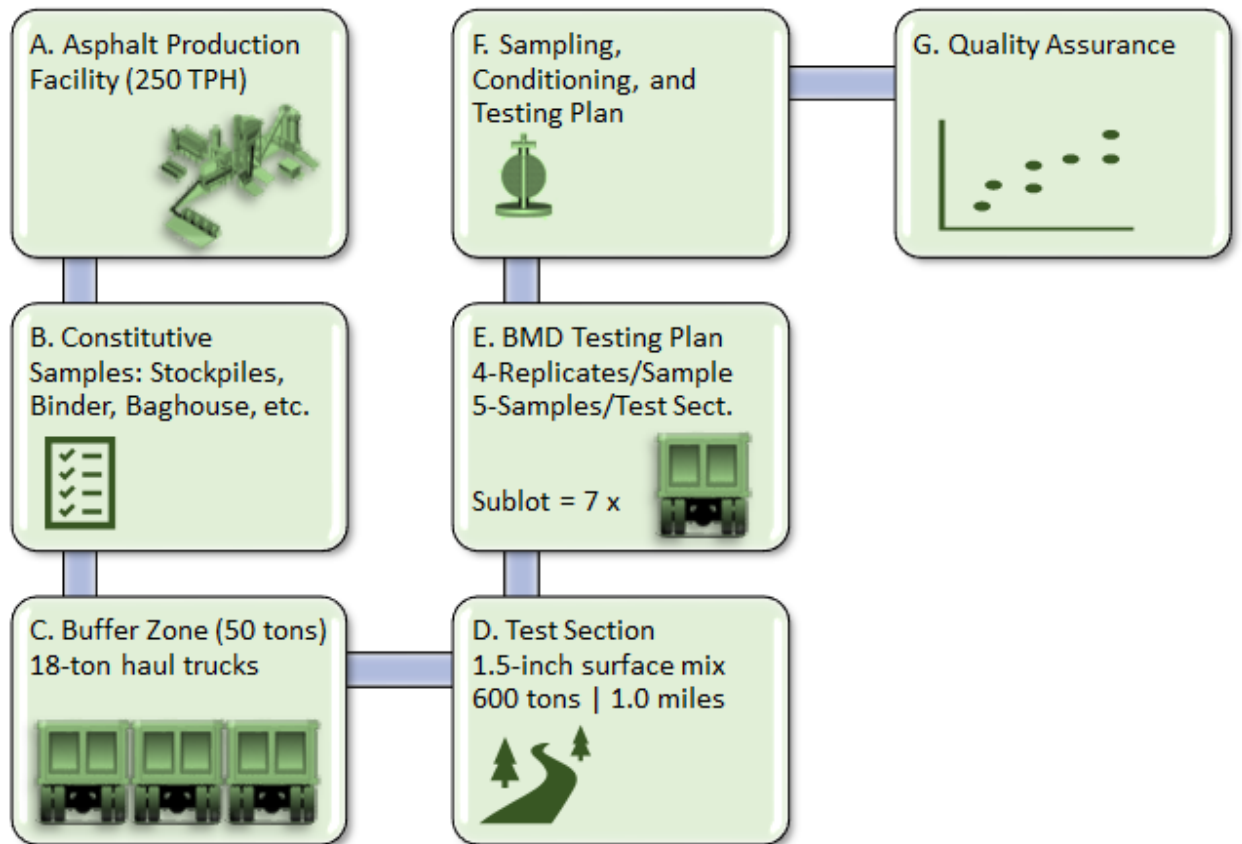 A. Asphalt Production
Facility (250 TPH)
B. Constitutive
Samples: Stockpiles,
Binder, Baghouse, etc.
C. Buffer Zone (50 tons)
18-ton haul trucks
D. Test Section
1.5-inch surface mix
600 tons | 1.0 miles
E. BMD Testing Plan
4-Replicates/Sample
5-Samples/Test Sect.
Sublot = 7 x
F. Sampling,
Conditioning, and
Testing Plan
G. Quality Assurance